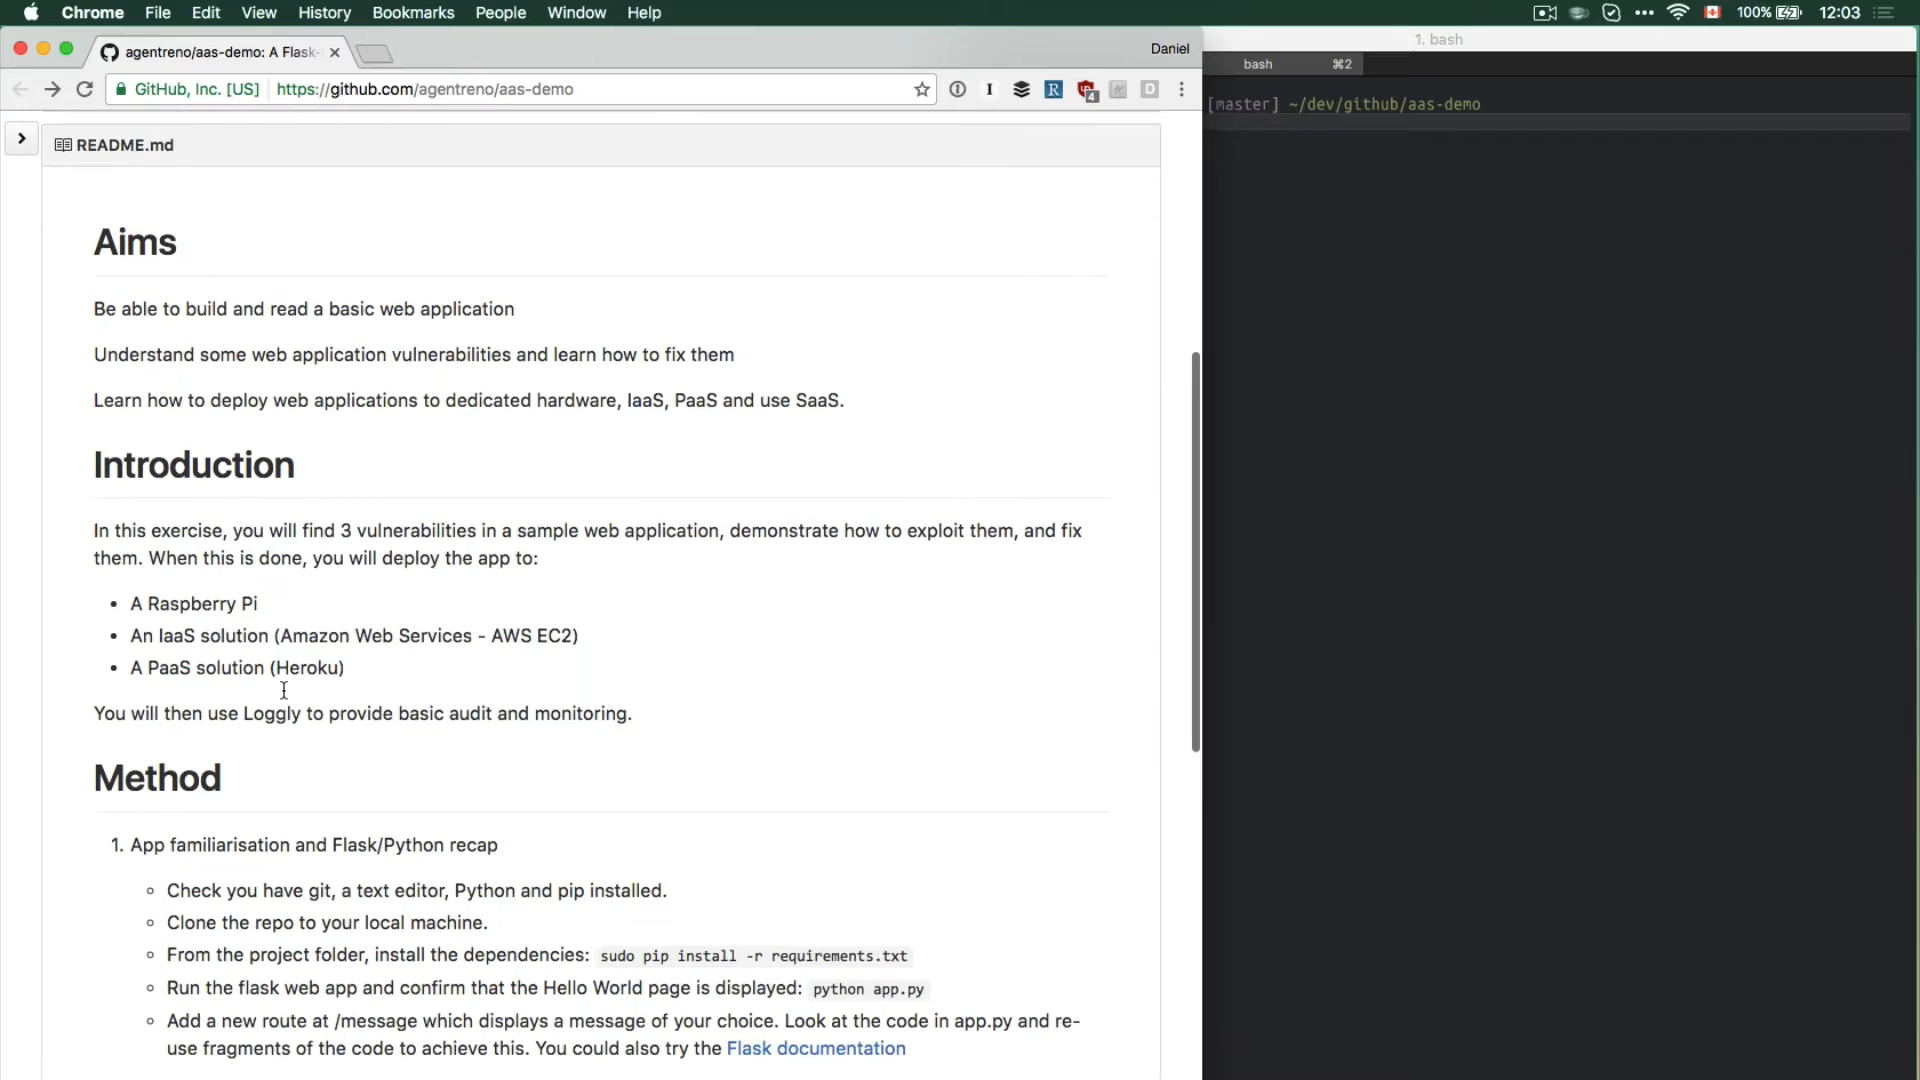 Chrome File Edit View History Bookmarks People Window Help 100% 12:03
agentreno/aas-demo: A Flask- Daniel
GitHub, Inc. [US] https://github.com/agentreno/aas-demo
README.md
Aims
Be able to build and read a basic web application
Understand some web application vulnerabilities and learn how to fix them
Learn how to deploy web applications to dedicated hardware, IaaS, PaaS and use SaaS.
Introduction
In this exercise, you will find 3 vulnerabilities in a sample web application, demonstrate how to exploit them, and fix
them. When this is done, you will deploy the app to:
• A Raspberry Pi
• An IaaS solution (Amazon Web Services - AWS EC2)
• A PaaS solution (Heroku)
You will then use Loggly to provide basic audit and monitoring.
Method
1. App familiarisation and Flask/Python recap
◦ Check you have git, a text editor, Python and pip installed.
◦ Clone the repo to your local machine.
◦ From the project folder, install the dependencies: sudo pip install -r requirements.txt
◦ Run the flask web app and confirm that the Hello World page is displayed: python app.py
◦ Add a new route at /message which displays a message of your choice. Look at the code in app.py and re-
use fragments of the code to achieve this. You could also try the Flask documentation
1. bash
bash ⌘2
[master] ~/dev/github/aas-demo